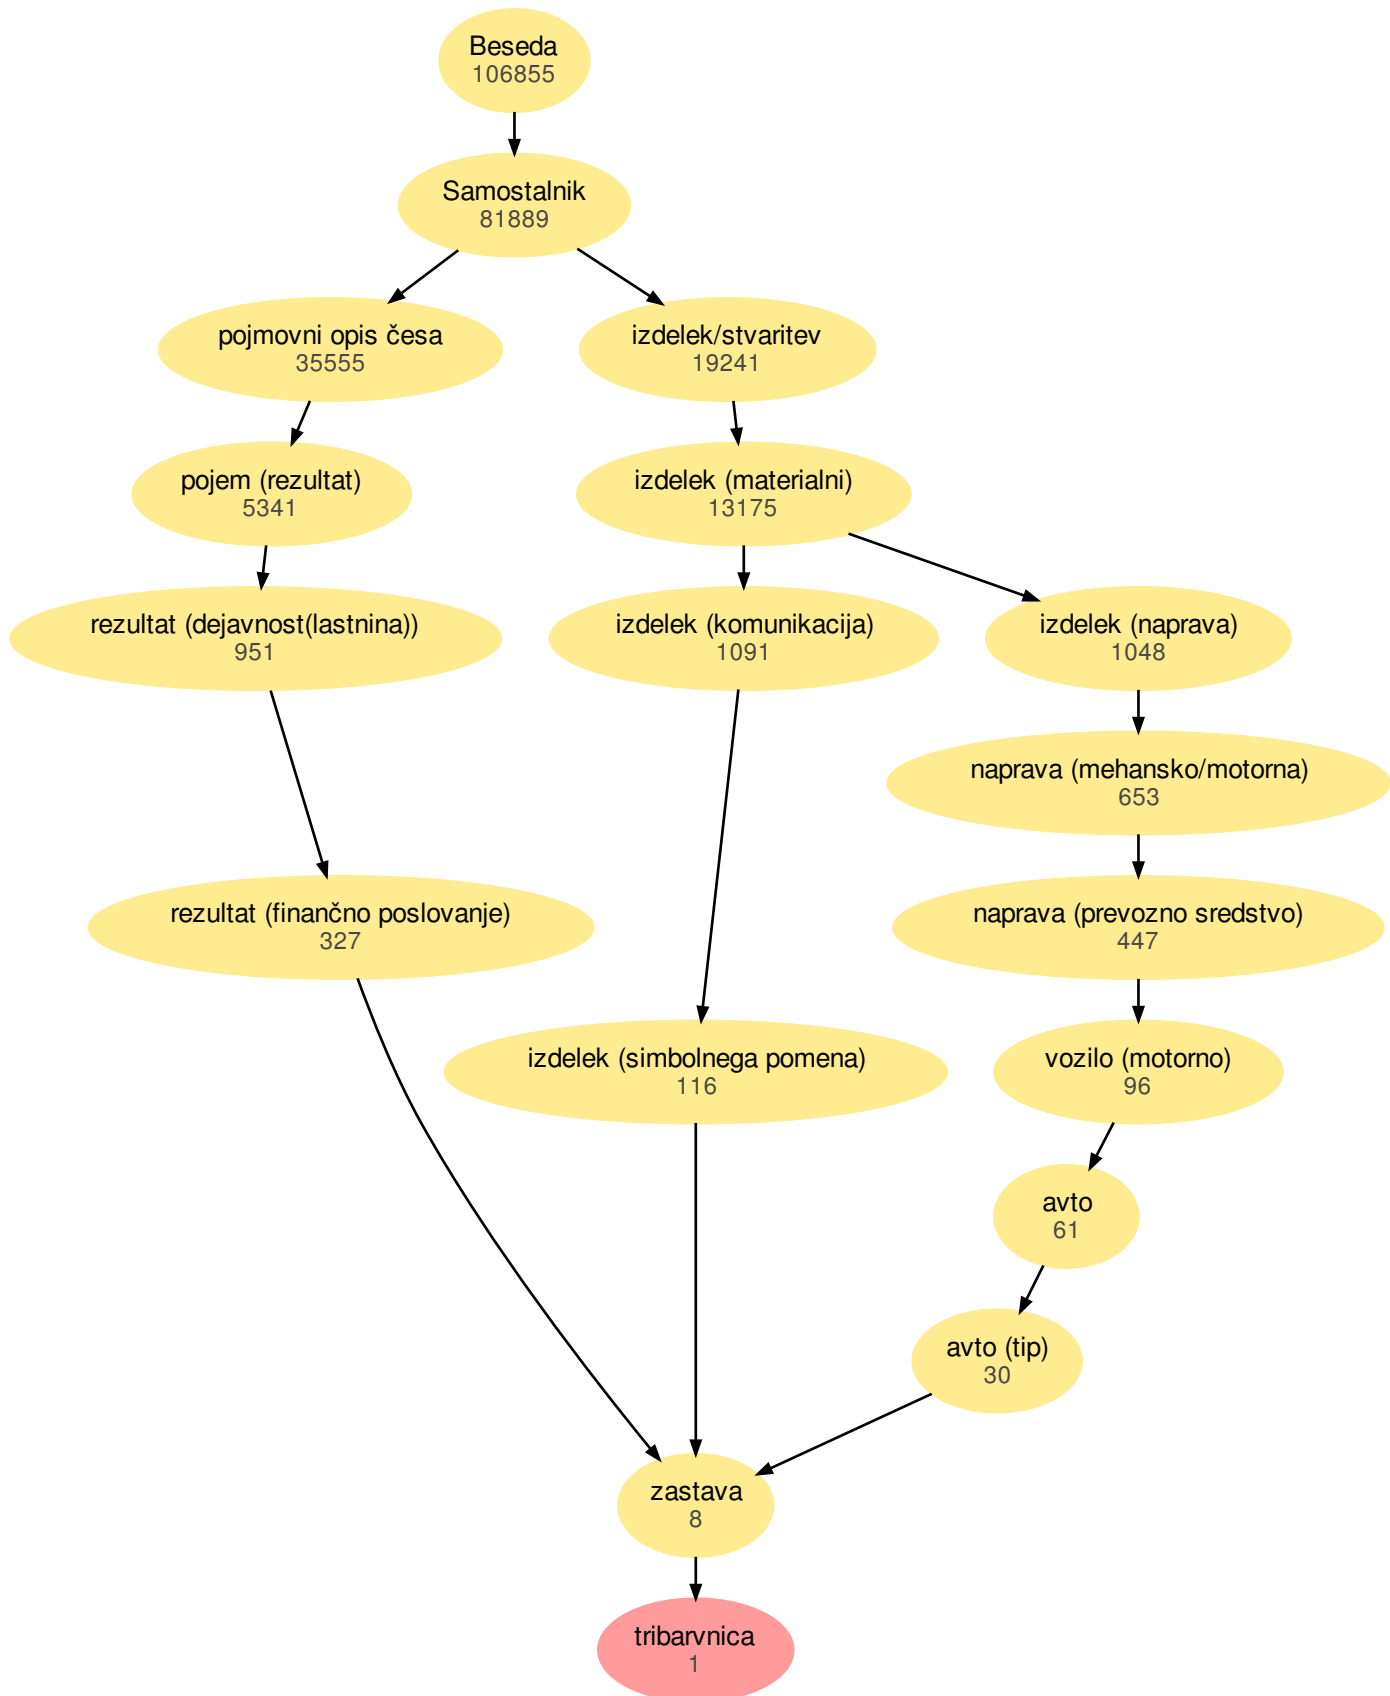 Beseda
106855
Samostalnik
81889
pojmovni opis česa
35555
izdelek/stvaritev
19241
pojem (rezultat)
5341
izdelek (materialni)
13175
rezultat (dejavnost(lastnina))
951
izdelek (komunikacija)
1091
izdelek (naprava)
1048
naprava (mehansko/motorna)
653
rezultat (finančno poslovanje)
327
naprava (prevozno sredstvo)
447
izdelek (simbolnega pomena)
116
vozilo (motorno)
96
avto
61
avto (tip)
30
zastava
8
tribarvnica
1